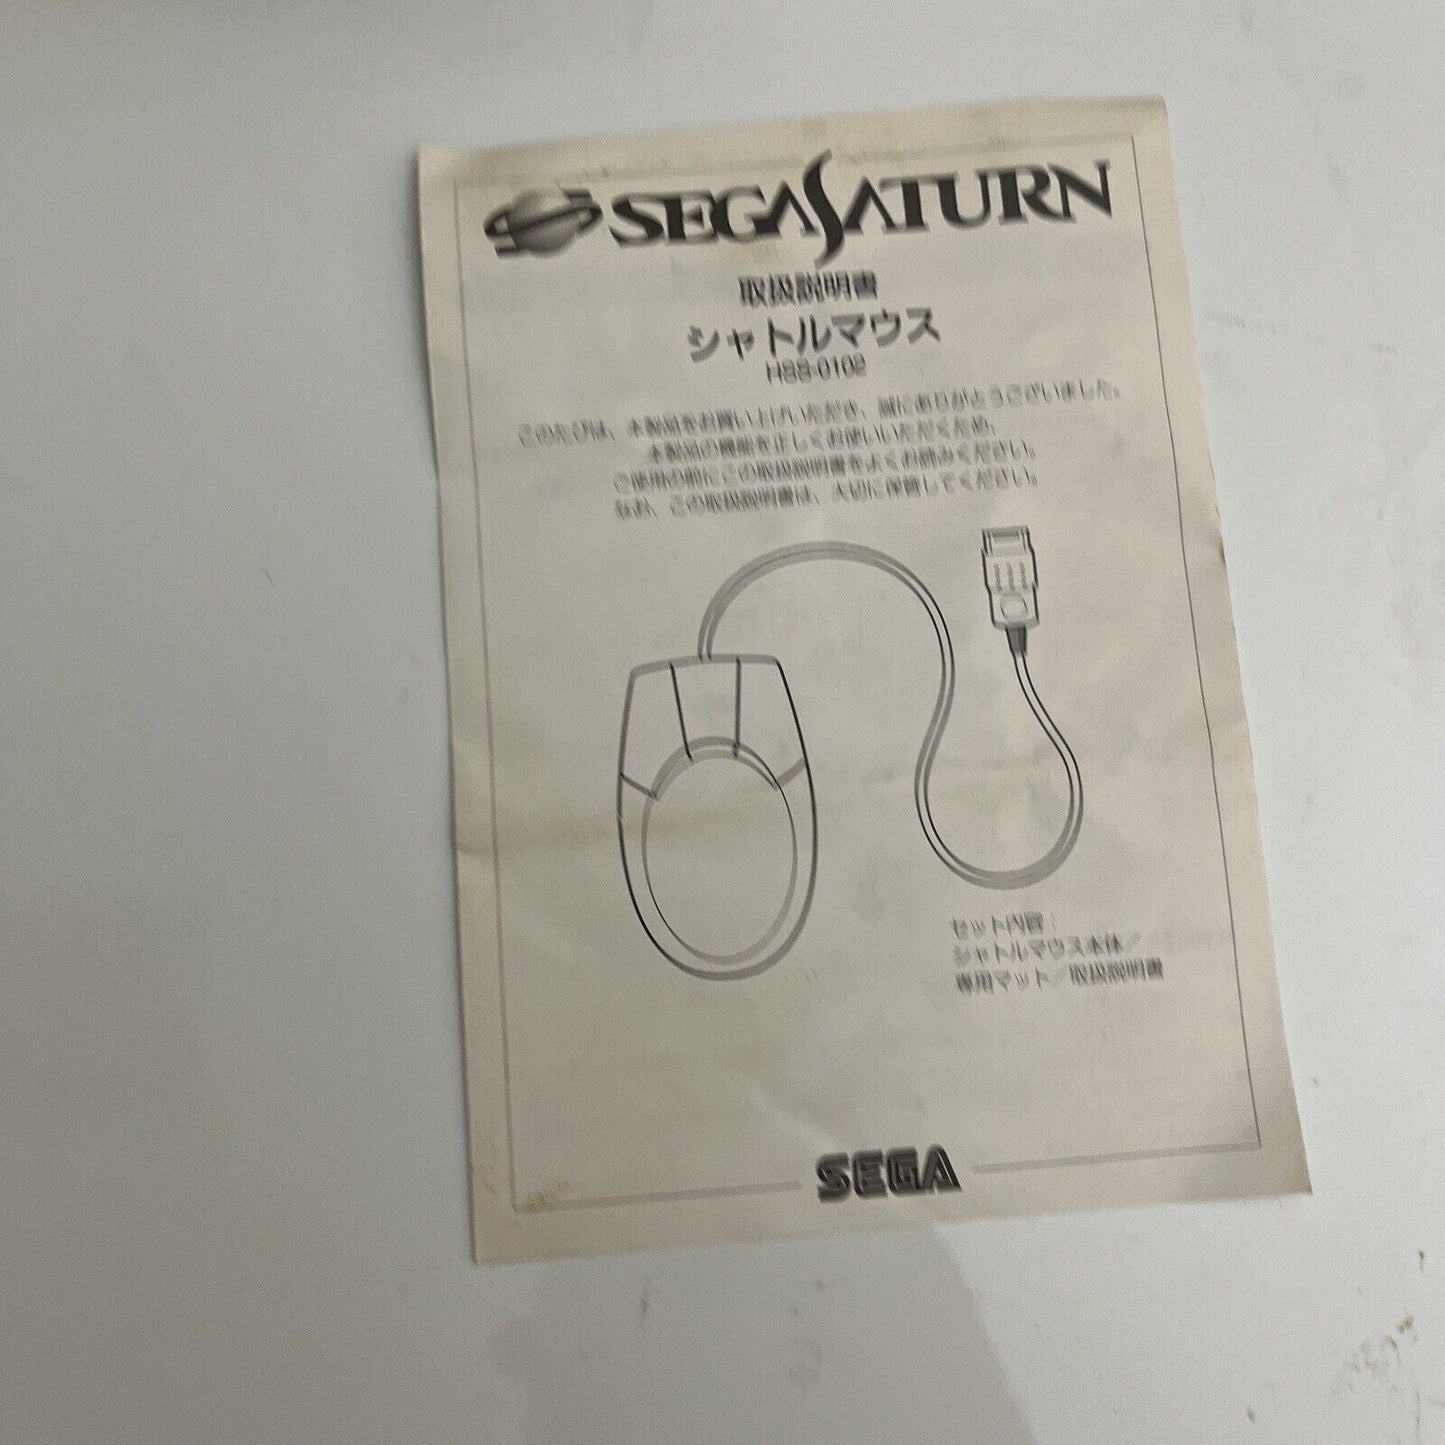 SEGASATURN
取扱説明書
シャトルマウス
HSS-0102
このたびは、本製品をお買い上げいただき、誠にありがとうございました。
本製品の機能を正しくお使いいただくため、
ご使用の前にこの取扱説明書をよくお読みください。
なお、この取扱説明書は、大切に保管してください。
セット内容：
シャトルマウス本体／
専用マット／取扱説明書
SEGA